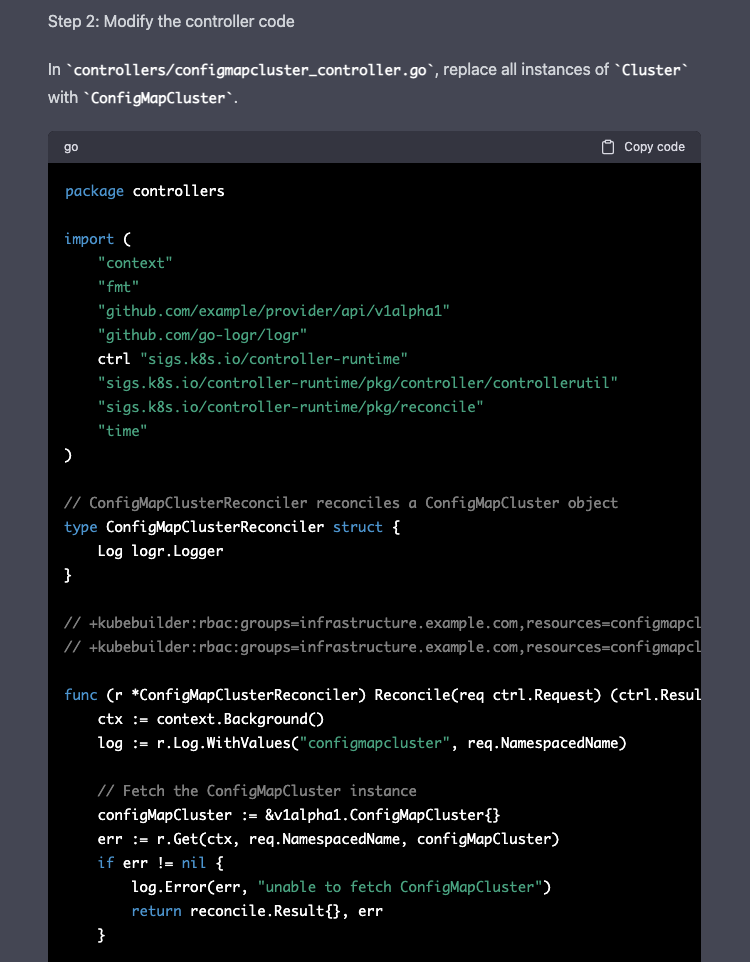 Step 2: Modify the controller code
In `controllers/configmapcluster_controller.go`, replace all instances of `Cluster`
with `ConfigMapCluster`.
go Copy code
package controllers
import (
"context"
"fmt"
"github.com/example/provider/api/v1alpha1"
"github.com/go-logr/logr"
ctrl "sigs.k8s.io/controller-runtime"
"sigs.k8s.io/controller-runtime/pkg/controller/controllerutil"
"sigs.k8s.io/controller-runtime/pkg/reconcile"
"time"
)
// ConfigMapClusterReconciler reconciles a ConfigMapCluster object
type ConfigMapClusterReconciler struct {
Log logr.Logger
}
// +kubebuilder:rbac:groups=infrastructure.example.com,resources=configmapcl
// +kubebuilder:rbac:groups=infrastructure.example.com,resources=configmapcl
func (r *ConfigMapClusterReconciler) Reconcile(req ctrl.Request) (ctrl.Resul
ctx := context.Background()
log := r.Log.WithValues("configmapcluster", req.NamespacedName)
// Fetch the ConfigMapCluster instance
configMapCluster := &v1alpha1.ConfigMapCluster{}
err := r.Get(ctx, req.NamespacedName, configMapCluster)
if err != nil {
log.Error(err, "unable to fetch ConfigMapCluster")
return reconcile.Result{}, err
}